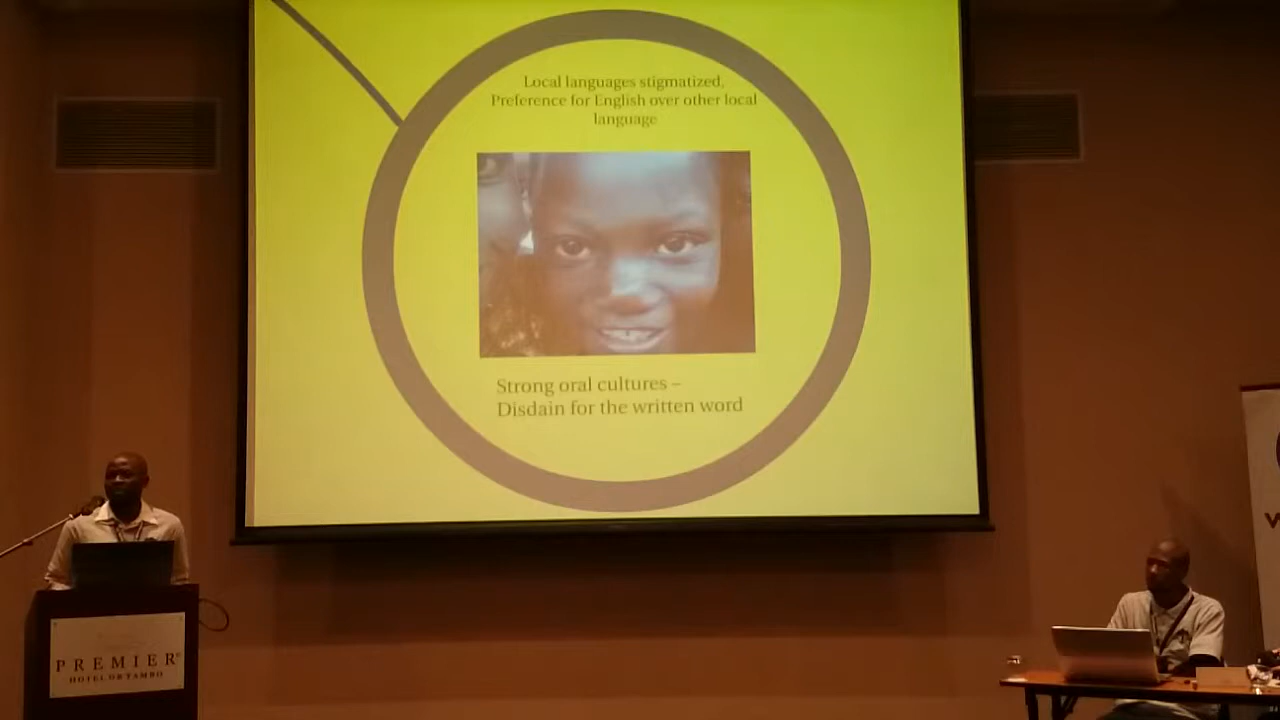 Local languages stigmatized,
Preference for English over other local
language
Strong oral cultures –
Disdain for the written word
PREMIER
HOTEL OR TAMBO